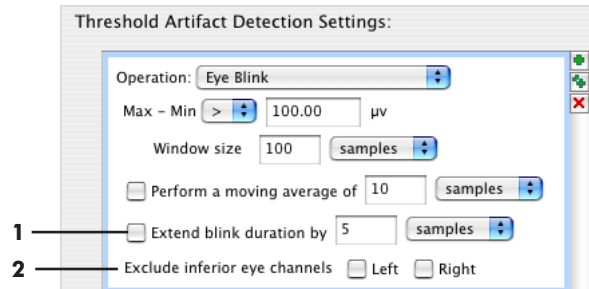 Threshold Artifact Detection Settings:
Operation: Eye Blink
Max - Min > 100.00 µv
Window size 100 samples
Perform a moving average of 10 samples
1 Extend blink duration by 5 samples
2 Exclude inferior eye channels Left Right